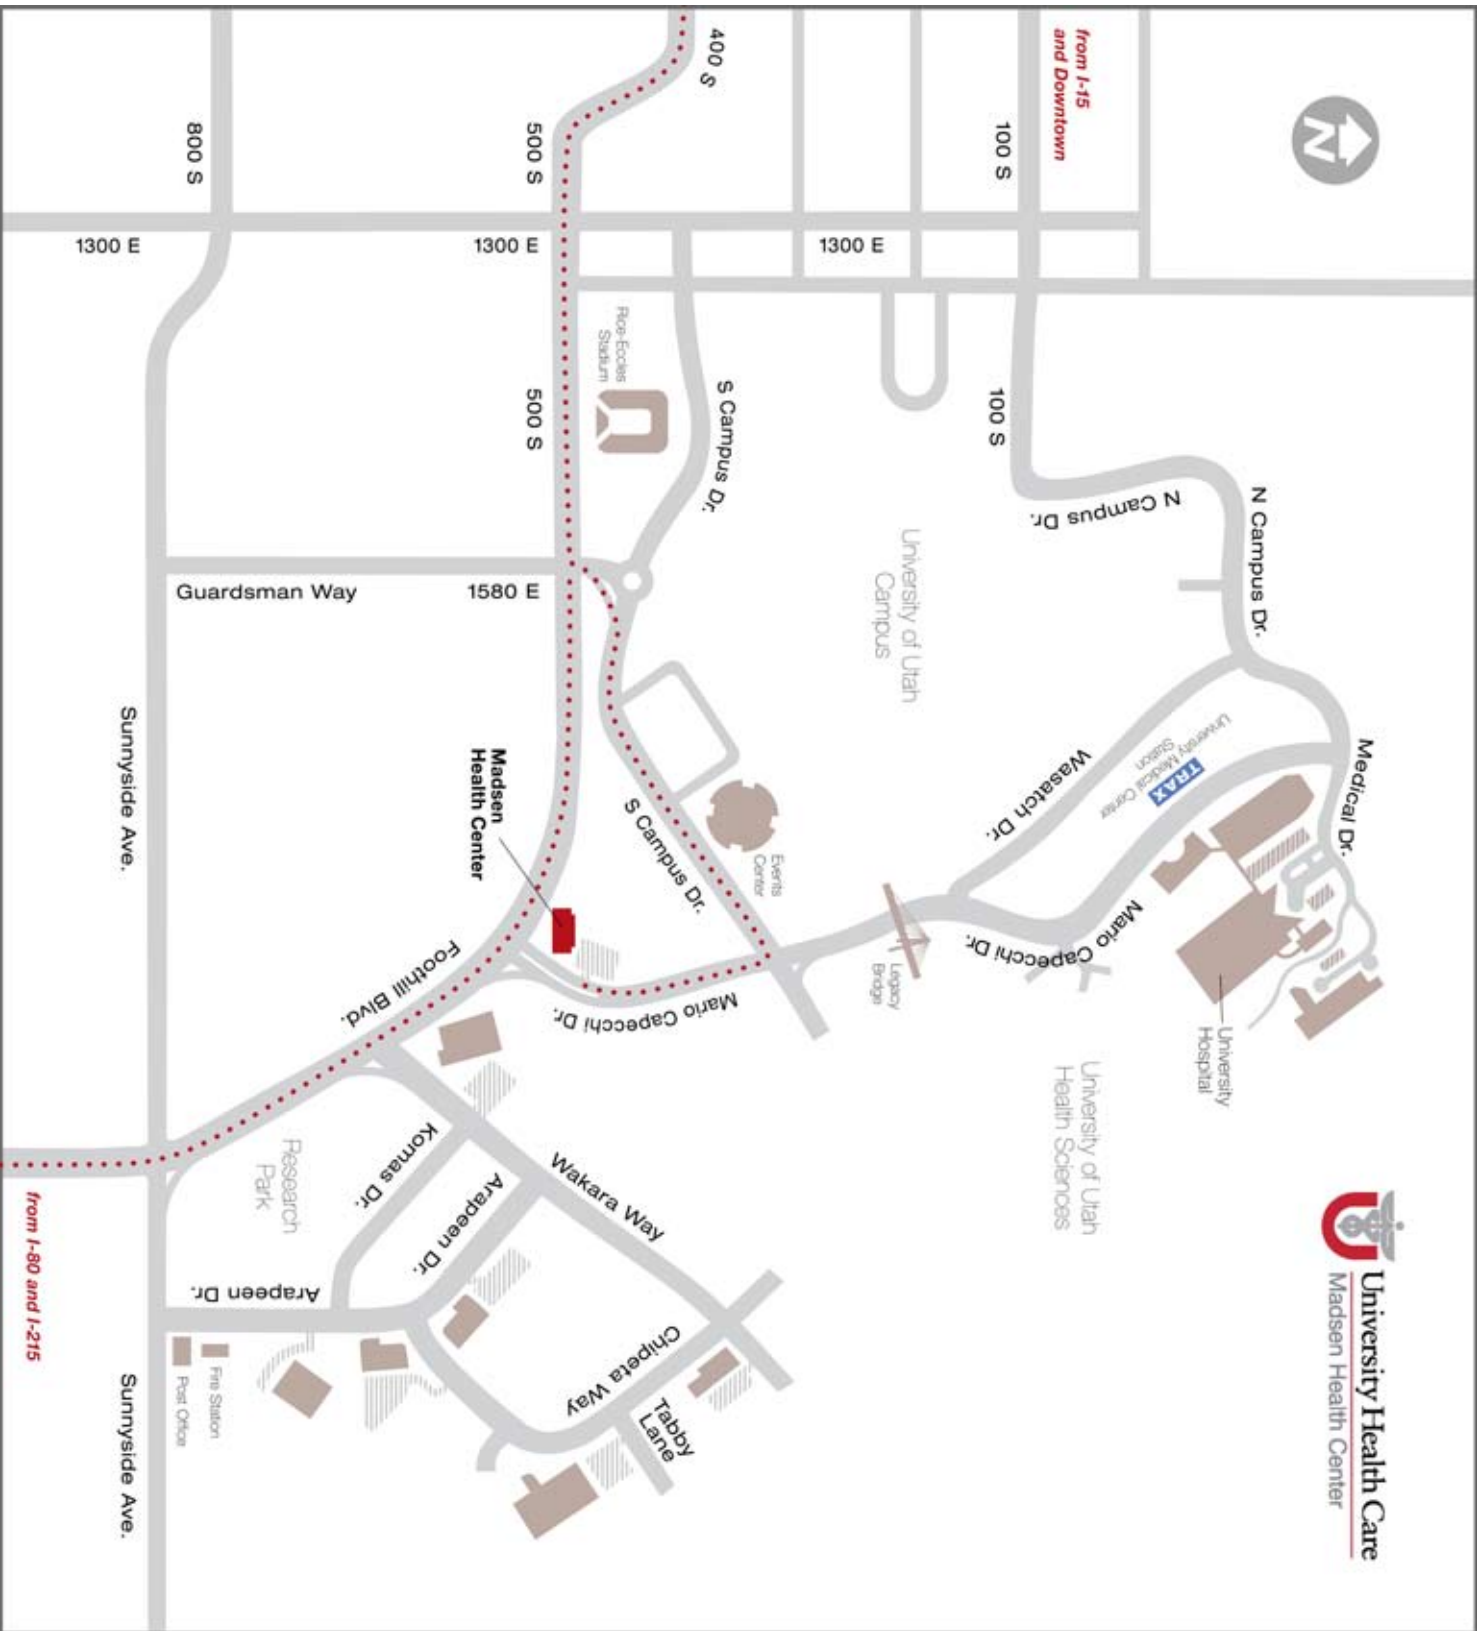 University Health Care
Madsen Health Center
N
from I-15
and Downtown
400 S
100 S
500 S
800 S
1300 E
1300 E
1300 E
Rice-Eccles
Stadium
S Campus Dr.
500 S
100 S
N Campus Dr.
N Campus Dr.
University of Utah
Campus
Guardsman Way
1580 E
Wasatch Dr.
University Medical Center
Station
TRAX
Medical Dr.
Mario Capecchi Dr.
Mario Capecchi Dr.
University
Hospital
Legacy
Bridge
Events
Center
S Campus Dr.
Madsen
Health Center
Sunnyside Ave.
Foothill Blvd.
University of Utah
Health Sciences
Wakara Way
Komas Dr.
Arapeen Dr.
Research
Park
Arapeen Dr.
Chipeta Way
Tabby
Lane
Fire Station
Post Office
Sunnyside Ave.
from I-80 and I-215